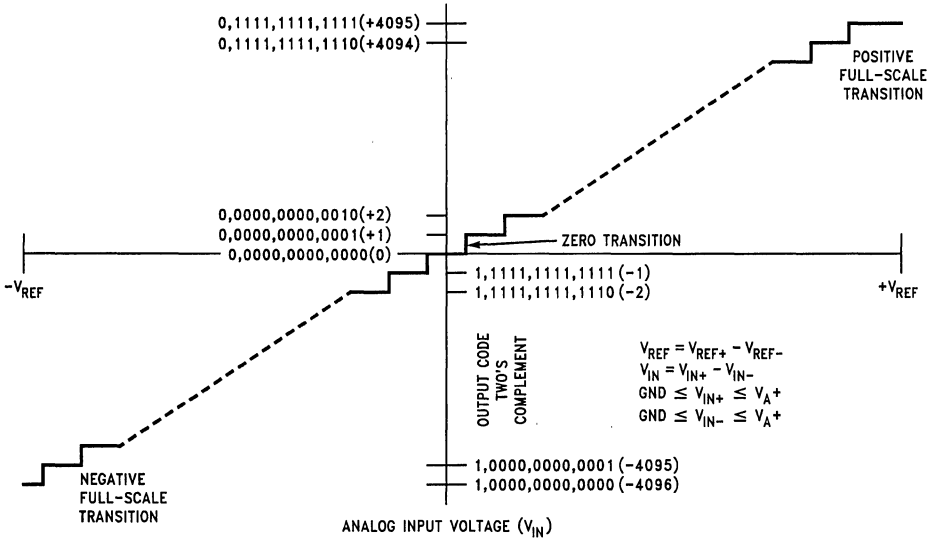 0,1111,1111,1111(+4095)
0,1111,1111,1110(+4094)
POSITIVE
FULL-SCALE
TRANSITION
0,0000,0000,0010(+2)
0,0000,0000,0001(+1)
0,0000,0000,0000(0)
ZERO TRANSITION
-VREF
+VREF
1,1111,1111,1111(-1)
1,1111,1111,1110(-2)
OUTPUT CODE
TWO'S
COMPLEMENT
VREF = VREF+ - VREF-
VIN = VIN+ - VIN-
GND ≤ VIN+ ≤ VA+
GND ≤ VIN- ≤ VA+
1,0000,0000,0001(-4095)
1,0000,0000,0000(-4096)
NEGATIVE
FULL-SCALE
TRANSITION
ANALOG INPUT VOLTAGE (VIN)